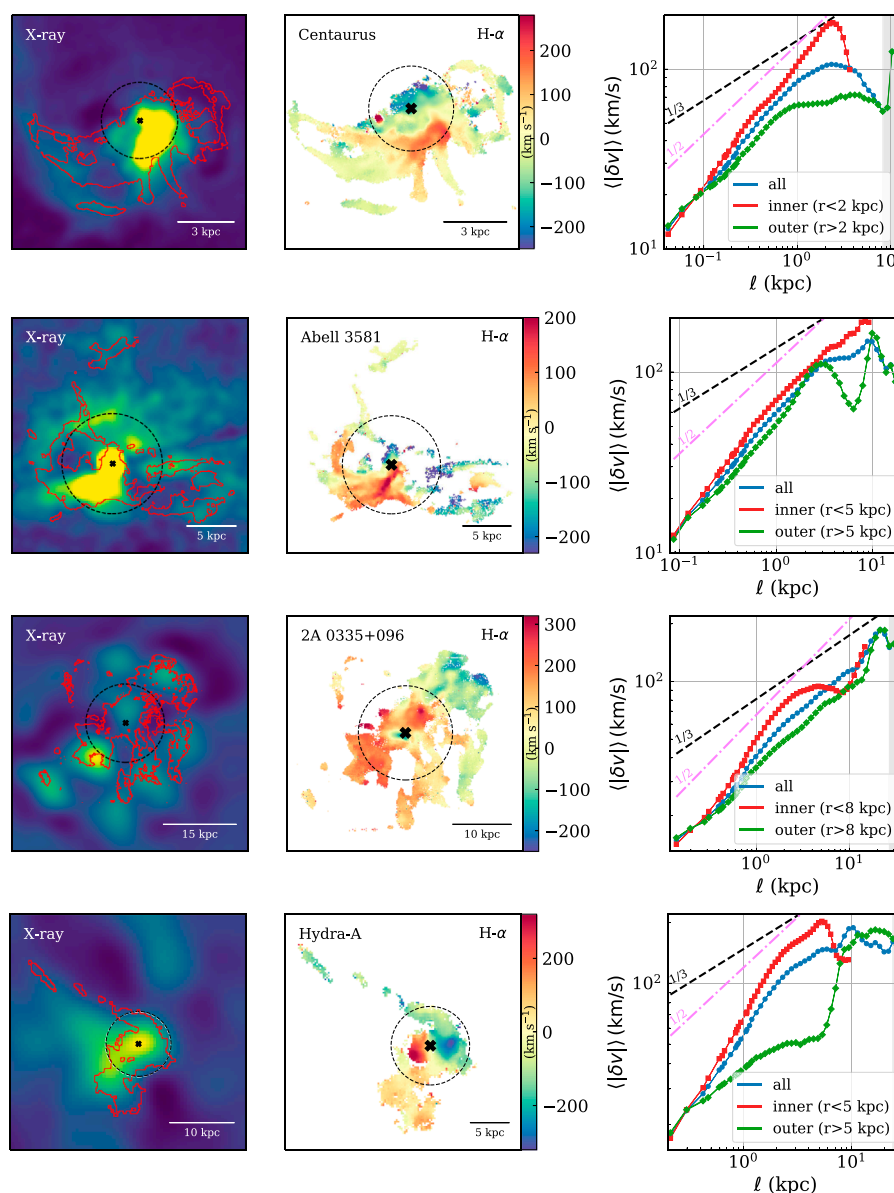 X-ray
3 kpc
Centaurus H-α
3 kpc
200
100
0
−100
−200
(km s⁻¹)
⟨|δv|⟩ (km/s)
10²
10¹
1/3
1/2
all
inner (r<2 kpc)
outer (r>2 kpc)
10⁻¹ 10⁰ 10¹
ℓ (kpc)
X-ray
5 kpc
Abell 3581 H-α
5 kpc
200
100
0
−100
−200
(km s⁻¹)
⟨|δv|⟩ (km/s)
10²
10¹
1/3
1/2
all
inner (r<5 kpc)
outer (r>5 kpc)
10⁻¹ 10⁰ 10¹
ℓ (kpc)
X-ray
15 kpc
2A 0335+096 H-α
10 kpc
300
200
100
0
−100
−200
(km s⁻¹)
⟨|δv|⟩ (km/s)
10²
1/3
1/2
all
inner (r<8 kpc)
outer (r>8 kpc)
10⁰ 10¹
ℓ (kpc)
X-ray
10 kpc
Hydra-A H-α
5 kpc
200
0
−200
(km s⁻¹)
⟨|δv|⟩ (km/s)
10²
1/3
1/2
all
inner (r<5 kpc)
outer (r>5 kpc)
10⁰ 10¹
ℓ (kpc)